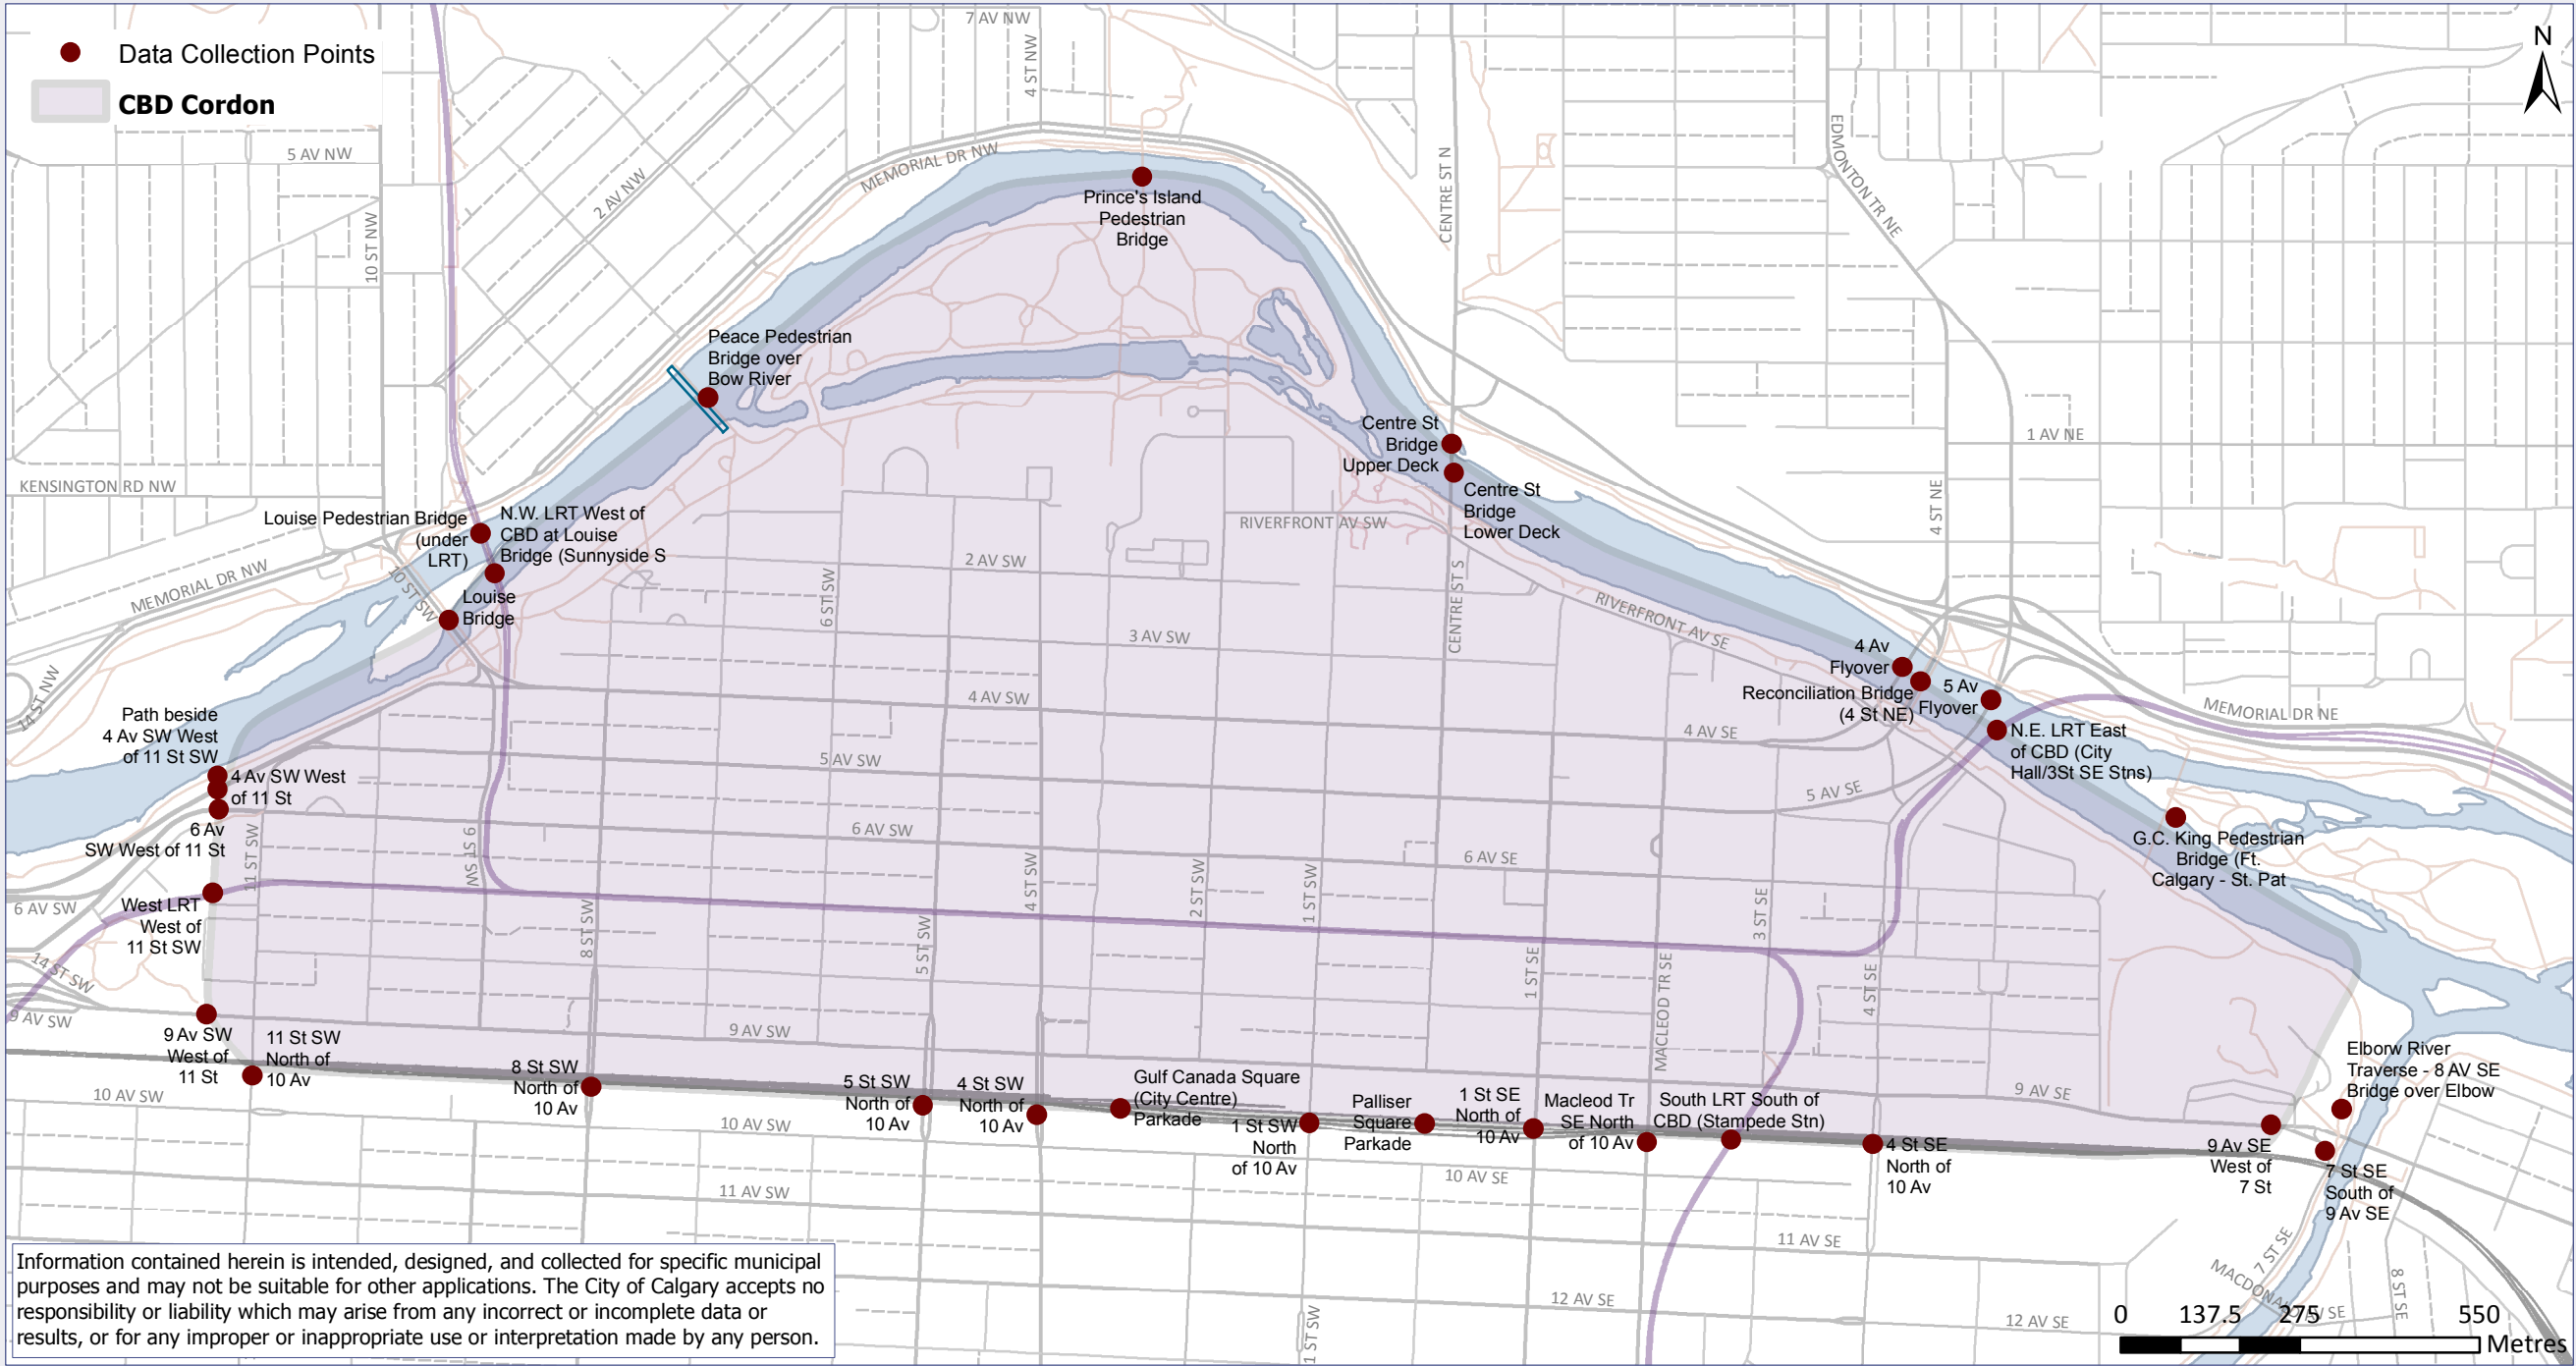 Data Collection Points
CBD Cordon
N
7 AV NW
4 ST NW
5 AV NW
10 ST NW
2 AV NW
MEMORIAL DR NW
CENTRE ST N
EDMONTON TR NE
Prince's Island
Pedestrian
Bridge
Peace Pedestrian
Bridge over
Bow River
Centre St
Bridge
Upper Deck
Centre St
Bridge
Lower Deck
1 AV NE
4 ST NE
KENSINGTON RD NW
Louise Pedestrian Bridge
(under
LRT)
N.W. LRT West of
CBD at Louise
Bridge (Sunnyside S
RIVERFRONT AV SW
MEMORIAL DR NW
10 ST SW
Louise
Bridge
2 AV SW
6 ST SW
3 AV SW
CENTRE ST S
RIVERFRONT AV SE
14 ST NW
4 Av
Flyover
Reconciliation Bridge
(4 St NE)
5 Av
Flyover
MEMORIAL DR NE
N.E. LRT East
of CBD (City
Hall/3St SE Stns)
4 AV SW
4 AV SE
Path beside
4 Av SW West
of 11 St SW
4 Av SW West
of 11 St
5 AV SW
5 AV SE
6 Av
SW West of 11 St
11 ST SW
9 ST SW
6 AV SW
6 AV SE
G.C. King Pedestrian
Bridge (Ft.
Calgary - St. Pat
4 ST SW
2 ST SW
1 ST SW
3 ST SE
6 AV SW
West LRT
West of
11 St SW
8 ST SW
5 ST SW
1 ST SE
MACLEOD TR SE
4 ST SE
14 ST SW
9 AV SW
9 Av SW
West of
11 St
11 St SW
North of
10 Av
9 AV SW
8 St SW
North of
10 Av
5 St SW
North of
10 Av
4 St SW
North of
10 Av
Gulf Canada Square
(City Centre)
Parkade
1 St SW
North
of 10 Av
Palliser
Square
Parkade
1 St SE
North of
10 Av
Macleod Tr
SE North
of 10 Av
South LRT South of
CBD (Stampede Stn)
4 St SE
North of
10 Av
9 AV SE
Elborw River
Traverse - 8 AV SE
Bridge over Elbow
9 Av SE
West of
7 St
7 St SE
South of
9 Av SE
10 AV SW
10 AV SW
10 AV SE
11 AV SW
11 AV SE
7 ST SE
8 ST SE
12 AV SE
12 AV SE
1 ST SW
Information contained herein is intended, designed, and collected for specific municipal
purposes and may not be suitable for other applications. The City of Calgary accepts no
responsibility or liability which may arise from any incorrect or incomplete data or
results, or for any improper or inappropriate use or interpretation made by any person.
0 137.5 275 550
Metres